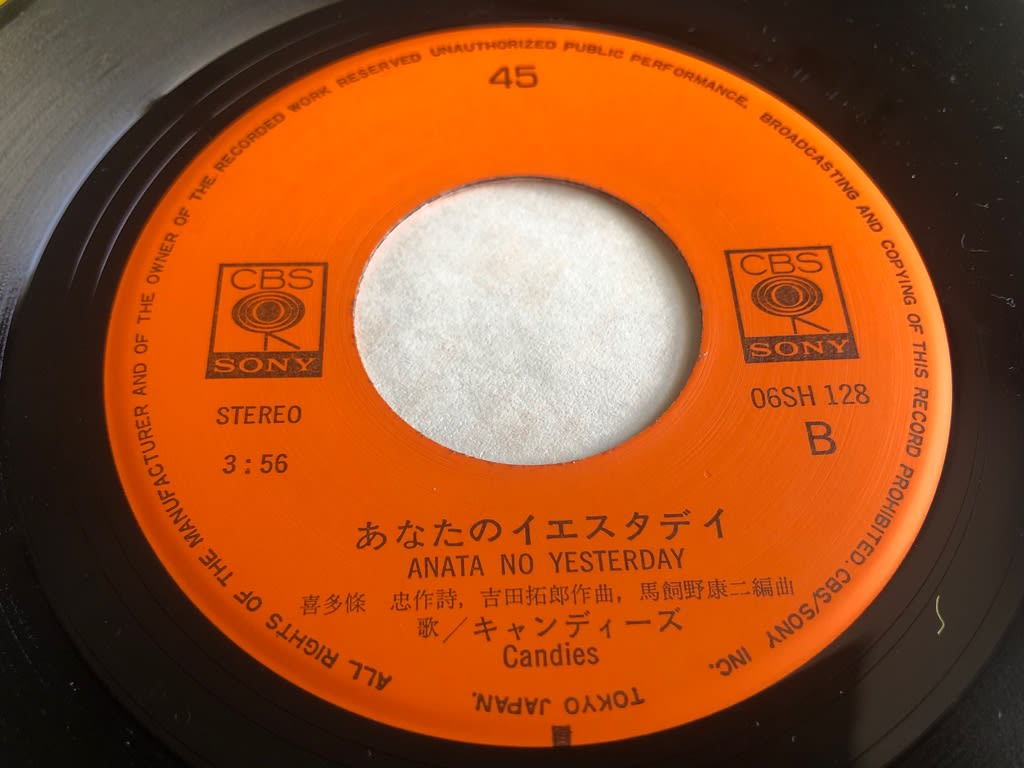 ALL RIGHTS OF THE MANUFACTURER AND OF THE OWNER OF THE RECORDED WORK RESERVED UNAUTHORIZED PUBLIC PERFORMANCE. BROADCASTING AND COPYING OF THIS RECORD PROHIBITED. CBS/SONY INC. TOKYO JAPAN.
45
CBS
SONY
CBS
SONY
STEREO
3:56
06SH 128
B
あなたのイエスタデイ
ANATA NO YESTERDAY
喜多條 忠作詩, 吉田拓郎作曲, 馬飼野康二編曲
歌/キャンディーズ
Candies